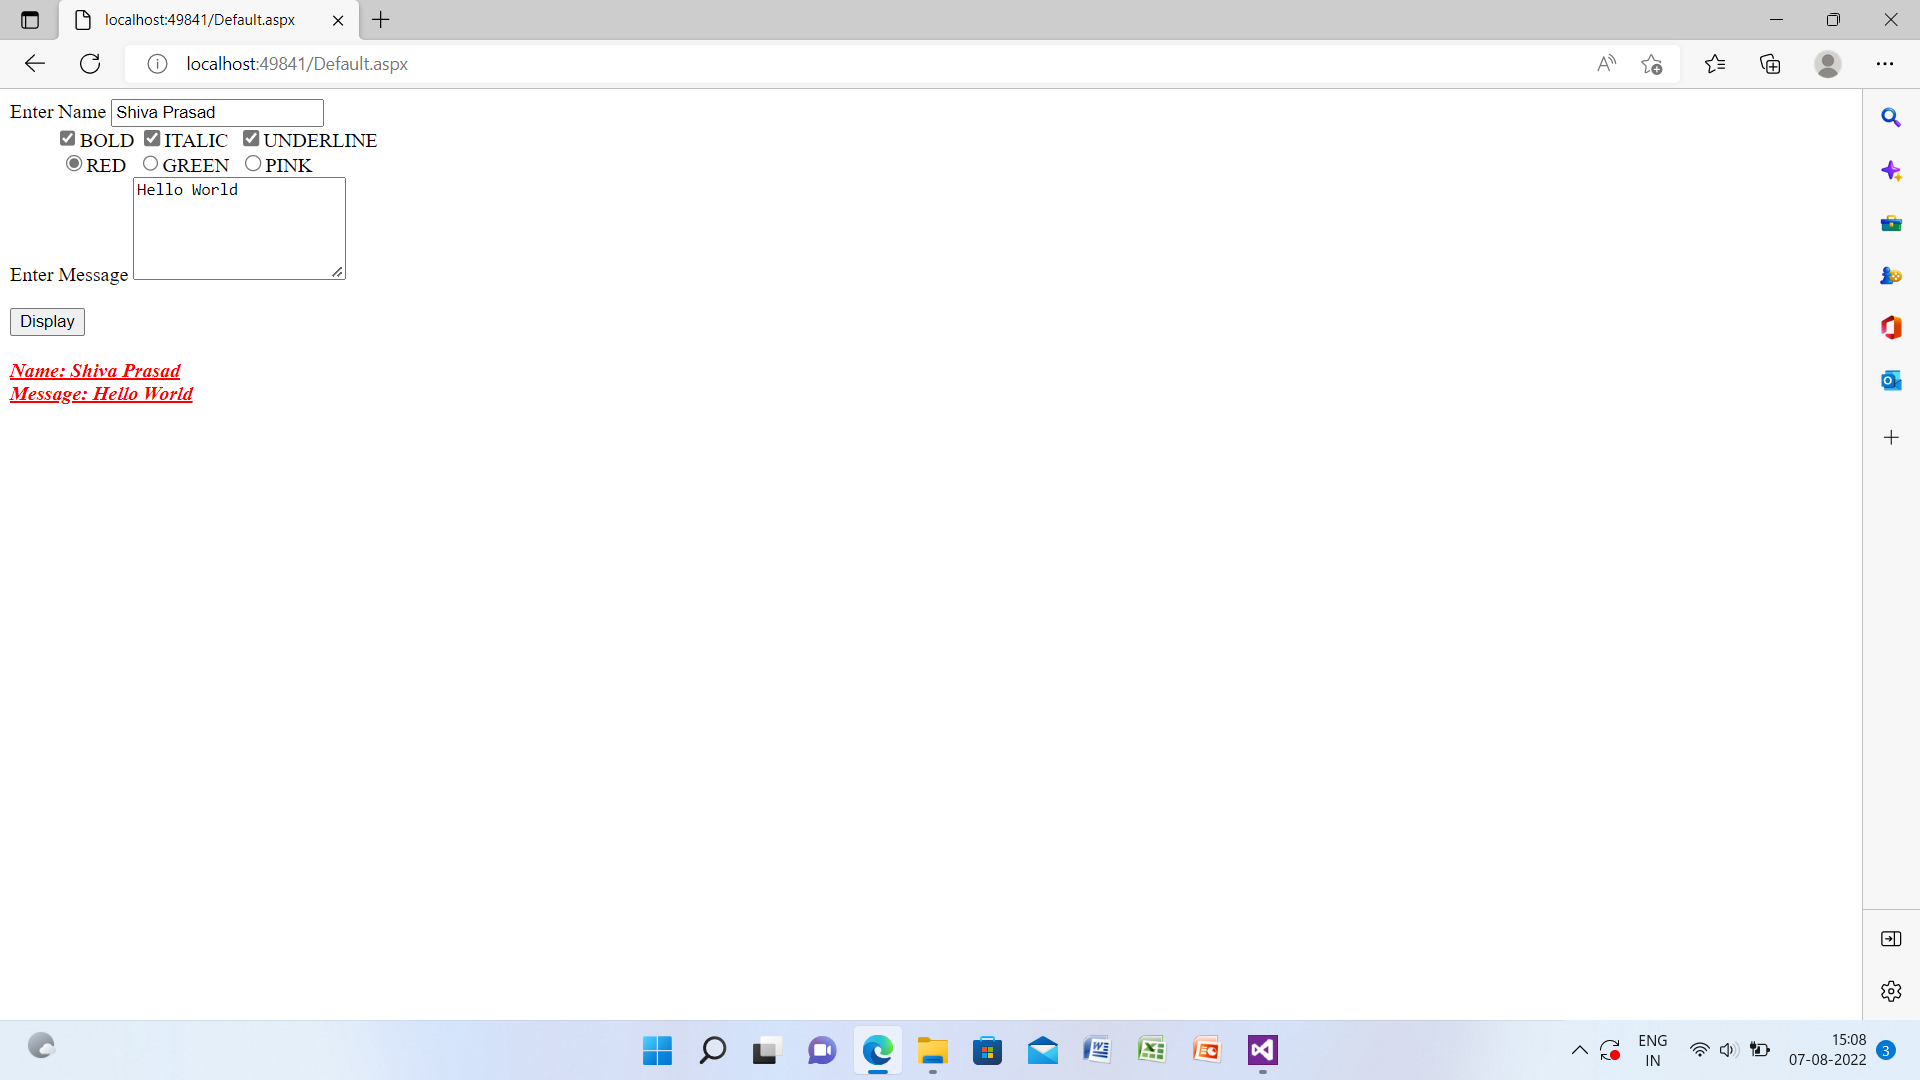 localhost:49841/Default.aspx
localhost:49841/Default.aspx
Enter Name Shiva Prasad
BOLD ITALIC UNDERLINE
RED GREEN PINK
Hello World
Enter Message
Display
Name: Shiva Prasad
Message: Hello World
ENG
IN
15:08
07-08-2022
3